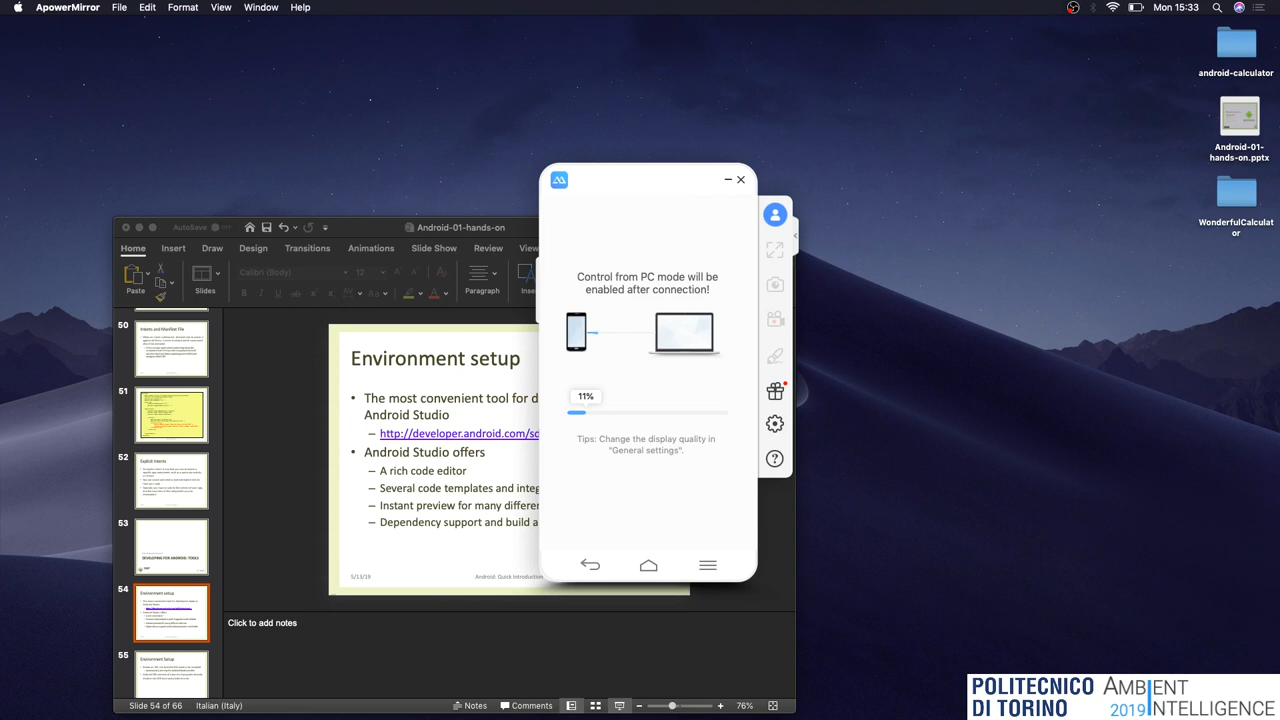 ApowerMirror File Edit Format View Window Help
Mon 15:33
android-calculator
Android-01-
hands-on.pptx
WonderfulCalculat
or
Control from PC mode will be
enabled after connection!
11%
Tips: Change the display quality in
"General settings".
AutoSave
Android-01-hands-on
Home Insert Draw Design Transitions Animations Slide Show Review View
Paste
Slides
Calibri (Body)
12
Paragraph
Inse
50
Intents and Manifest File
51
52
Explicit Intents
53
DEVELOPING FOR ANDROID: TOOLS
54
Environment setup
55
Environment Setup
Environment setup
• The most convenient tool for d
Android Studio
– http://developer.android.com/sd
• Android Studio offers
– A rich code editor
– Several code templates and integ
– Instant preview for many differen
– Dependency support and build a
5/13/19
Android: Quick Introduction
Click to add notes
Slide 54 of 66
Italian (Italy)
Notes
Comments
76%
POLITECNICO
DI TORINO
AMBIENT
2019 INTELLIGENCE